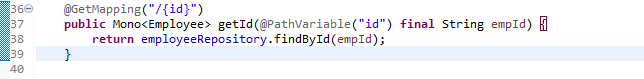 36 @GetMapping("/{id}")
37 public Mono<Employee> getId(@PathVariable("id") final String empId) {
38 return employeeRepository.findById(empId);
39 }
40